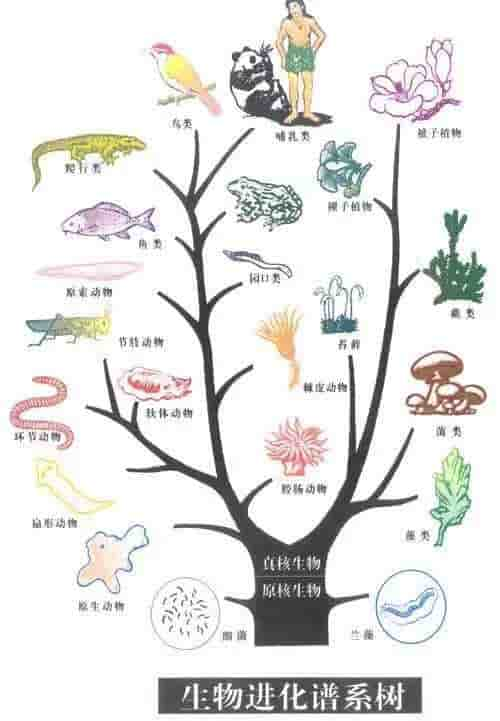 鸟类
哺乳类
被子植物
爬行类
裸子植物
鱼类
园口类
原索动物
蕨类
节肢动物
苔藓
棘皮动物
软体动物
环节动物
菌类
腔肠动物
扁形动物
藻类
真核生物
原核生物
原生动物
细菌
兰藻
生物进化谱系树